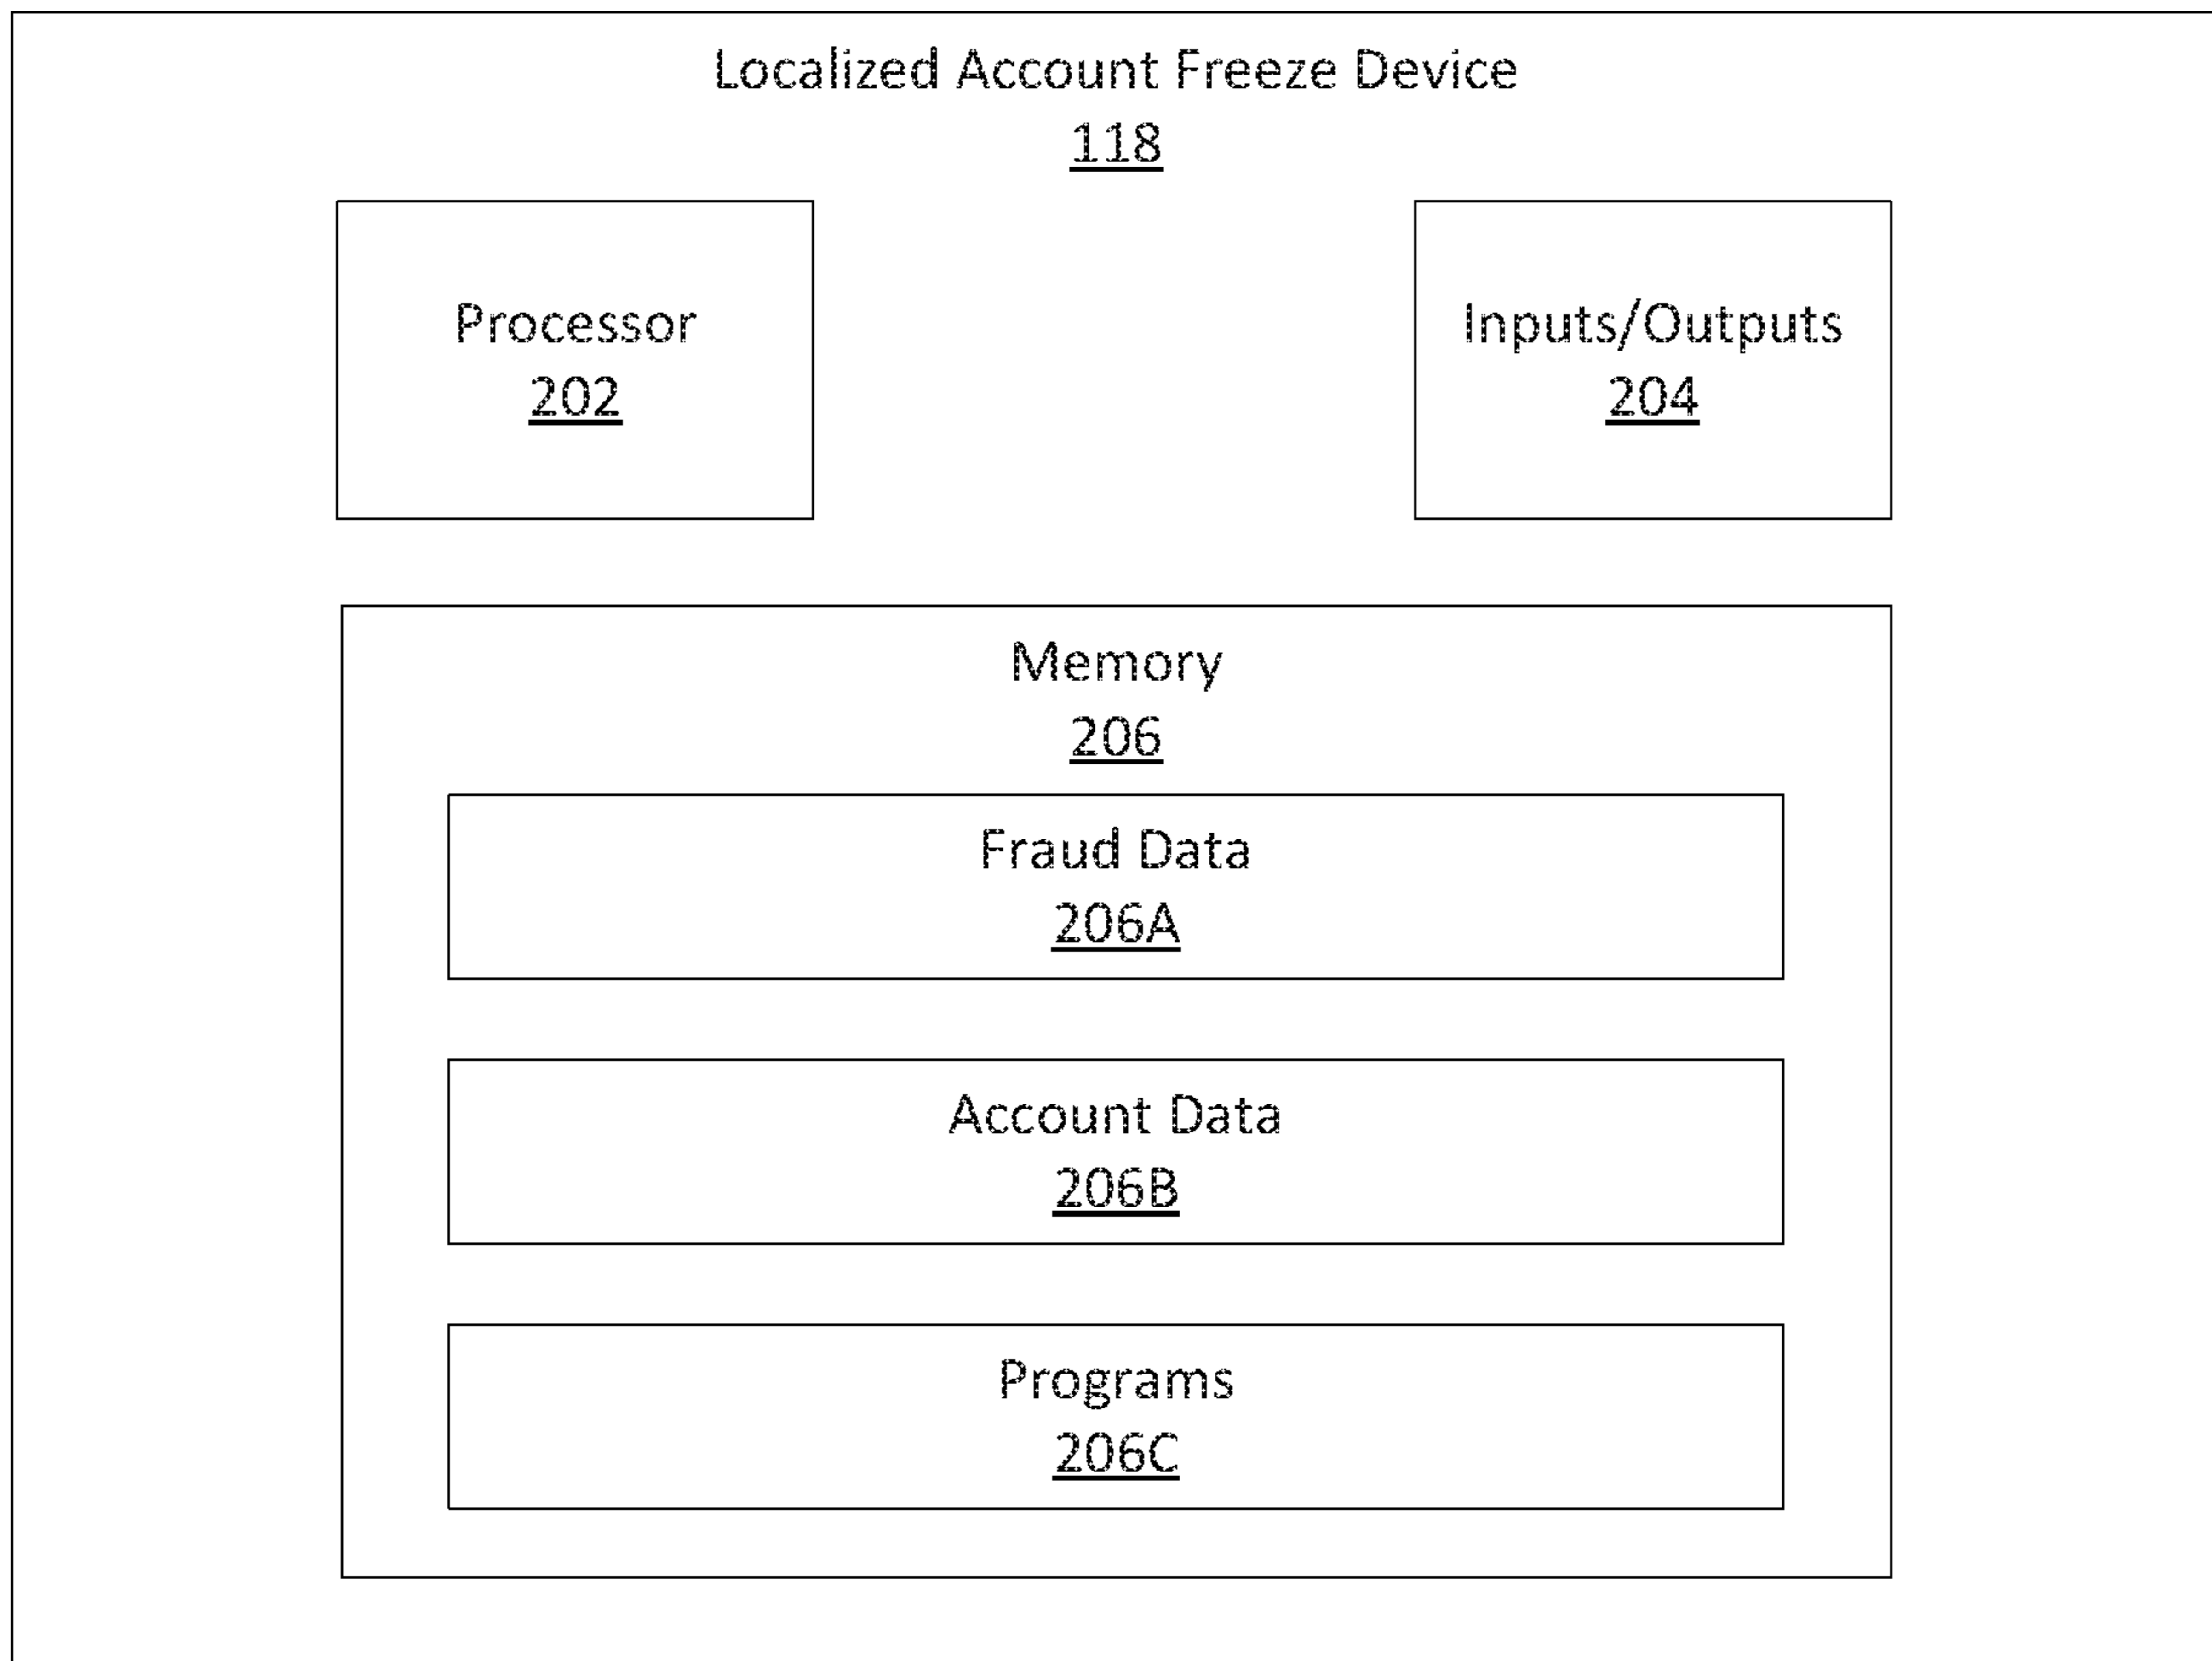 Localized Account Freeze Device
118
Processor
202
Inputs/Outputs
204
Memory
206
Fraud Data
206A
Account Data
206B
Programs
206C